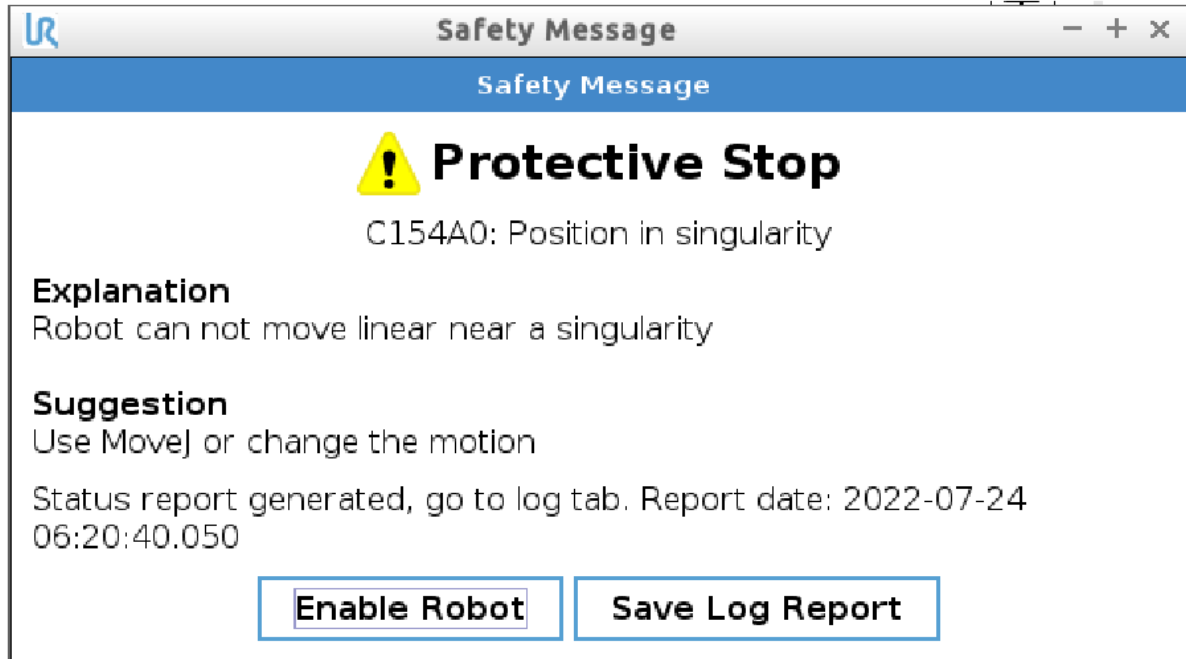 UR
Safety Message
Safety Message
Protective Stop
C154A0: Position in singularity
Explanation
Robot can not move linear near a singularity
Suggestion
Use MoveJ or change the motion
Status report generated, go to log tab. Report date: 2022-07-24
06:20:40.050
Enable Robot
Save Log Report